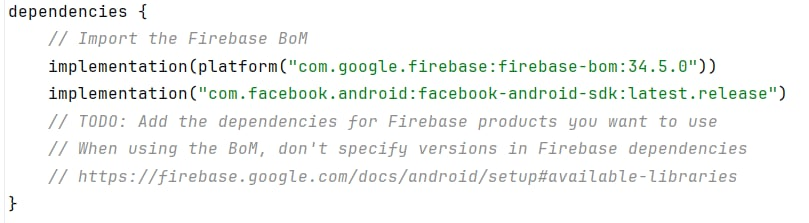 dependencies {
    // Import the Firebase BoM
    implementation(platform("com.google.firebase:firebase-bom:34.5.0"))
    implementation("com.facebook.android:facebook-android-sdk:latest.release")
    // TODO: Add the dependencies for Firebase products you want to use
    // When using the BoM, don't specify versions in Firebase dependencies
    // https://firebase.google.com/docs/android/setup#available-libraries
}